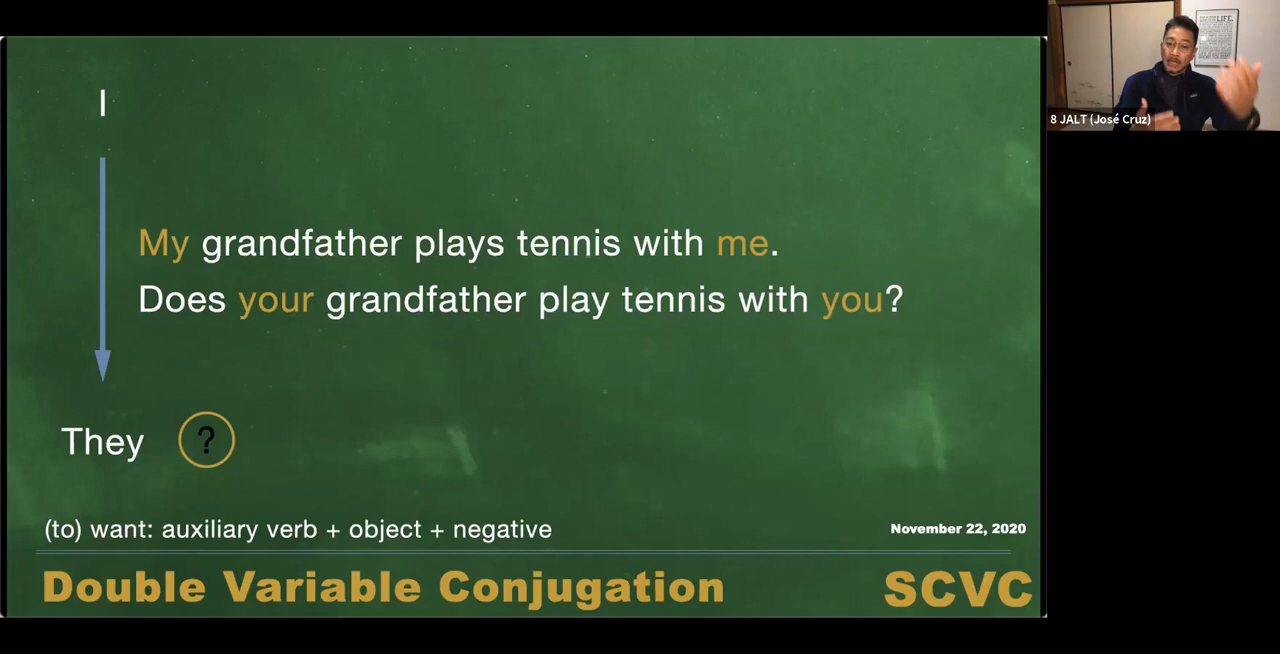 I
My grandfather plays tennis with me.
Does your grandfather play tennis with you?
They ?
(to) want: auxiliary verb + object + negative
November 22, 2020
Double Variable Conjugation
SCVC
LIFE.
8 JALT (José Cruz)